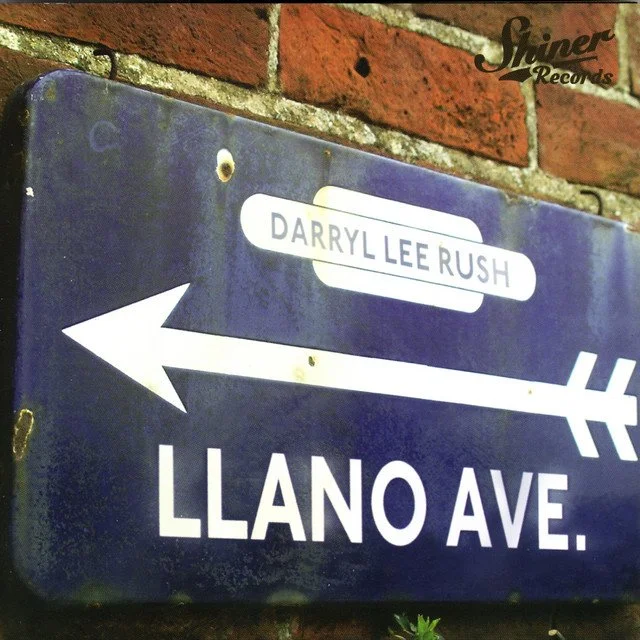 Shiner
Records
DARRYL LEE RUSH
LLANO AVE.